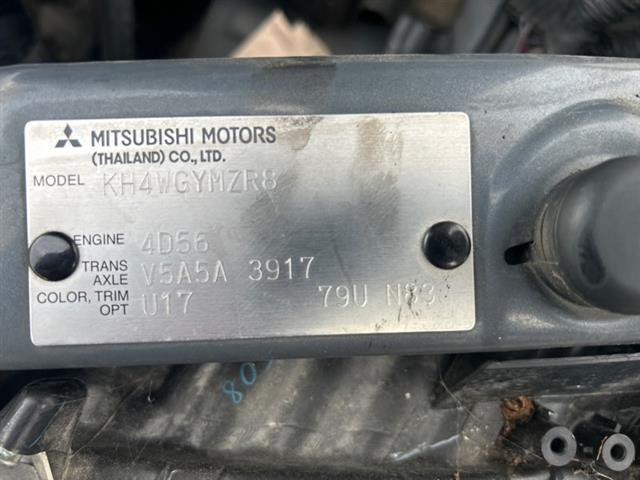 MITSUBISHI MOTORS
(THAILAND) CO., LTD.
MODEL KH4WGYMZR8
ENGINE 4D56
TRANS AXLE V5A5A 3917
COLOR, TRIM OPT U17 79U N83
80